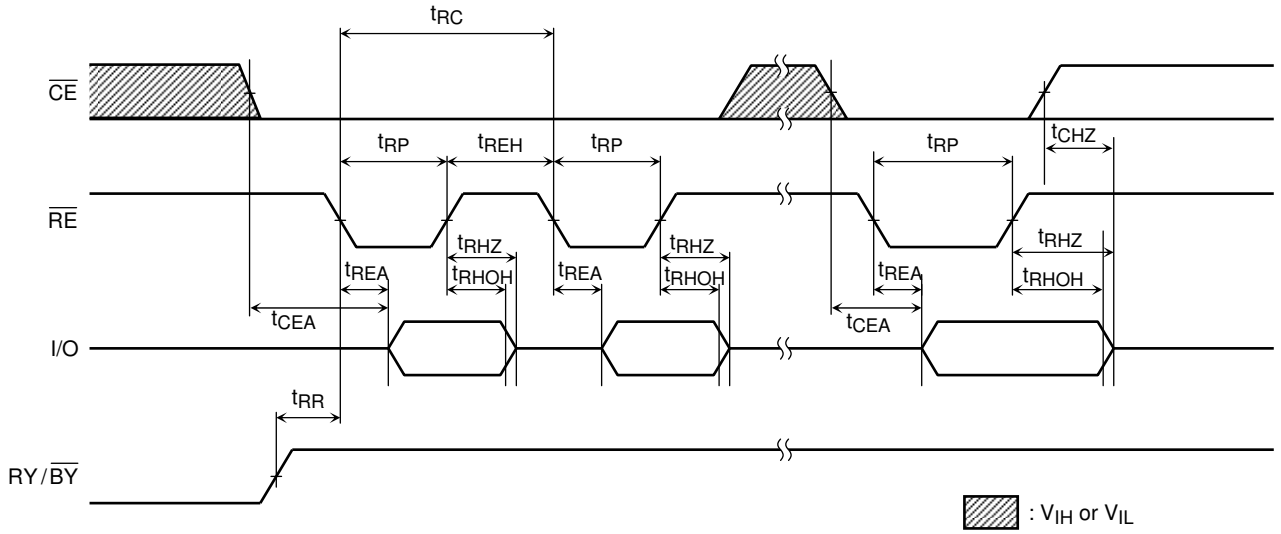 tRC
CE
tCHZ
tRP tREH tRP tRP
RE
tRHZ tRHZ tRHZ
tREA tRHOH tREA tRHOH tREA tRHOH
tCEA tCEA
I/O
tRR
RY/BY
: VIH or VIL